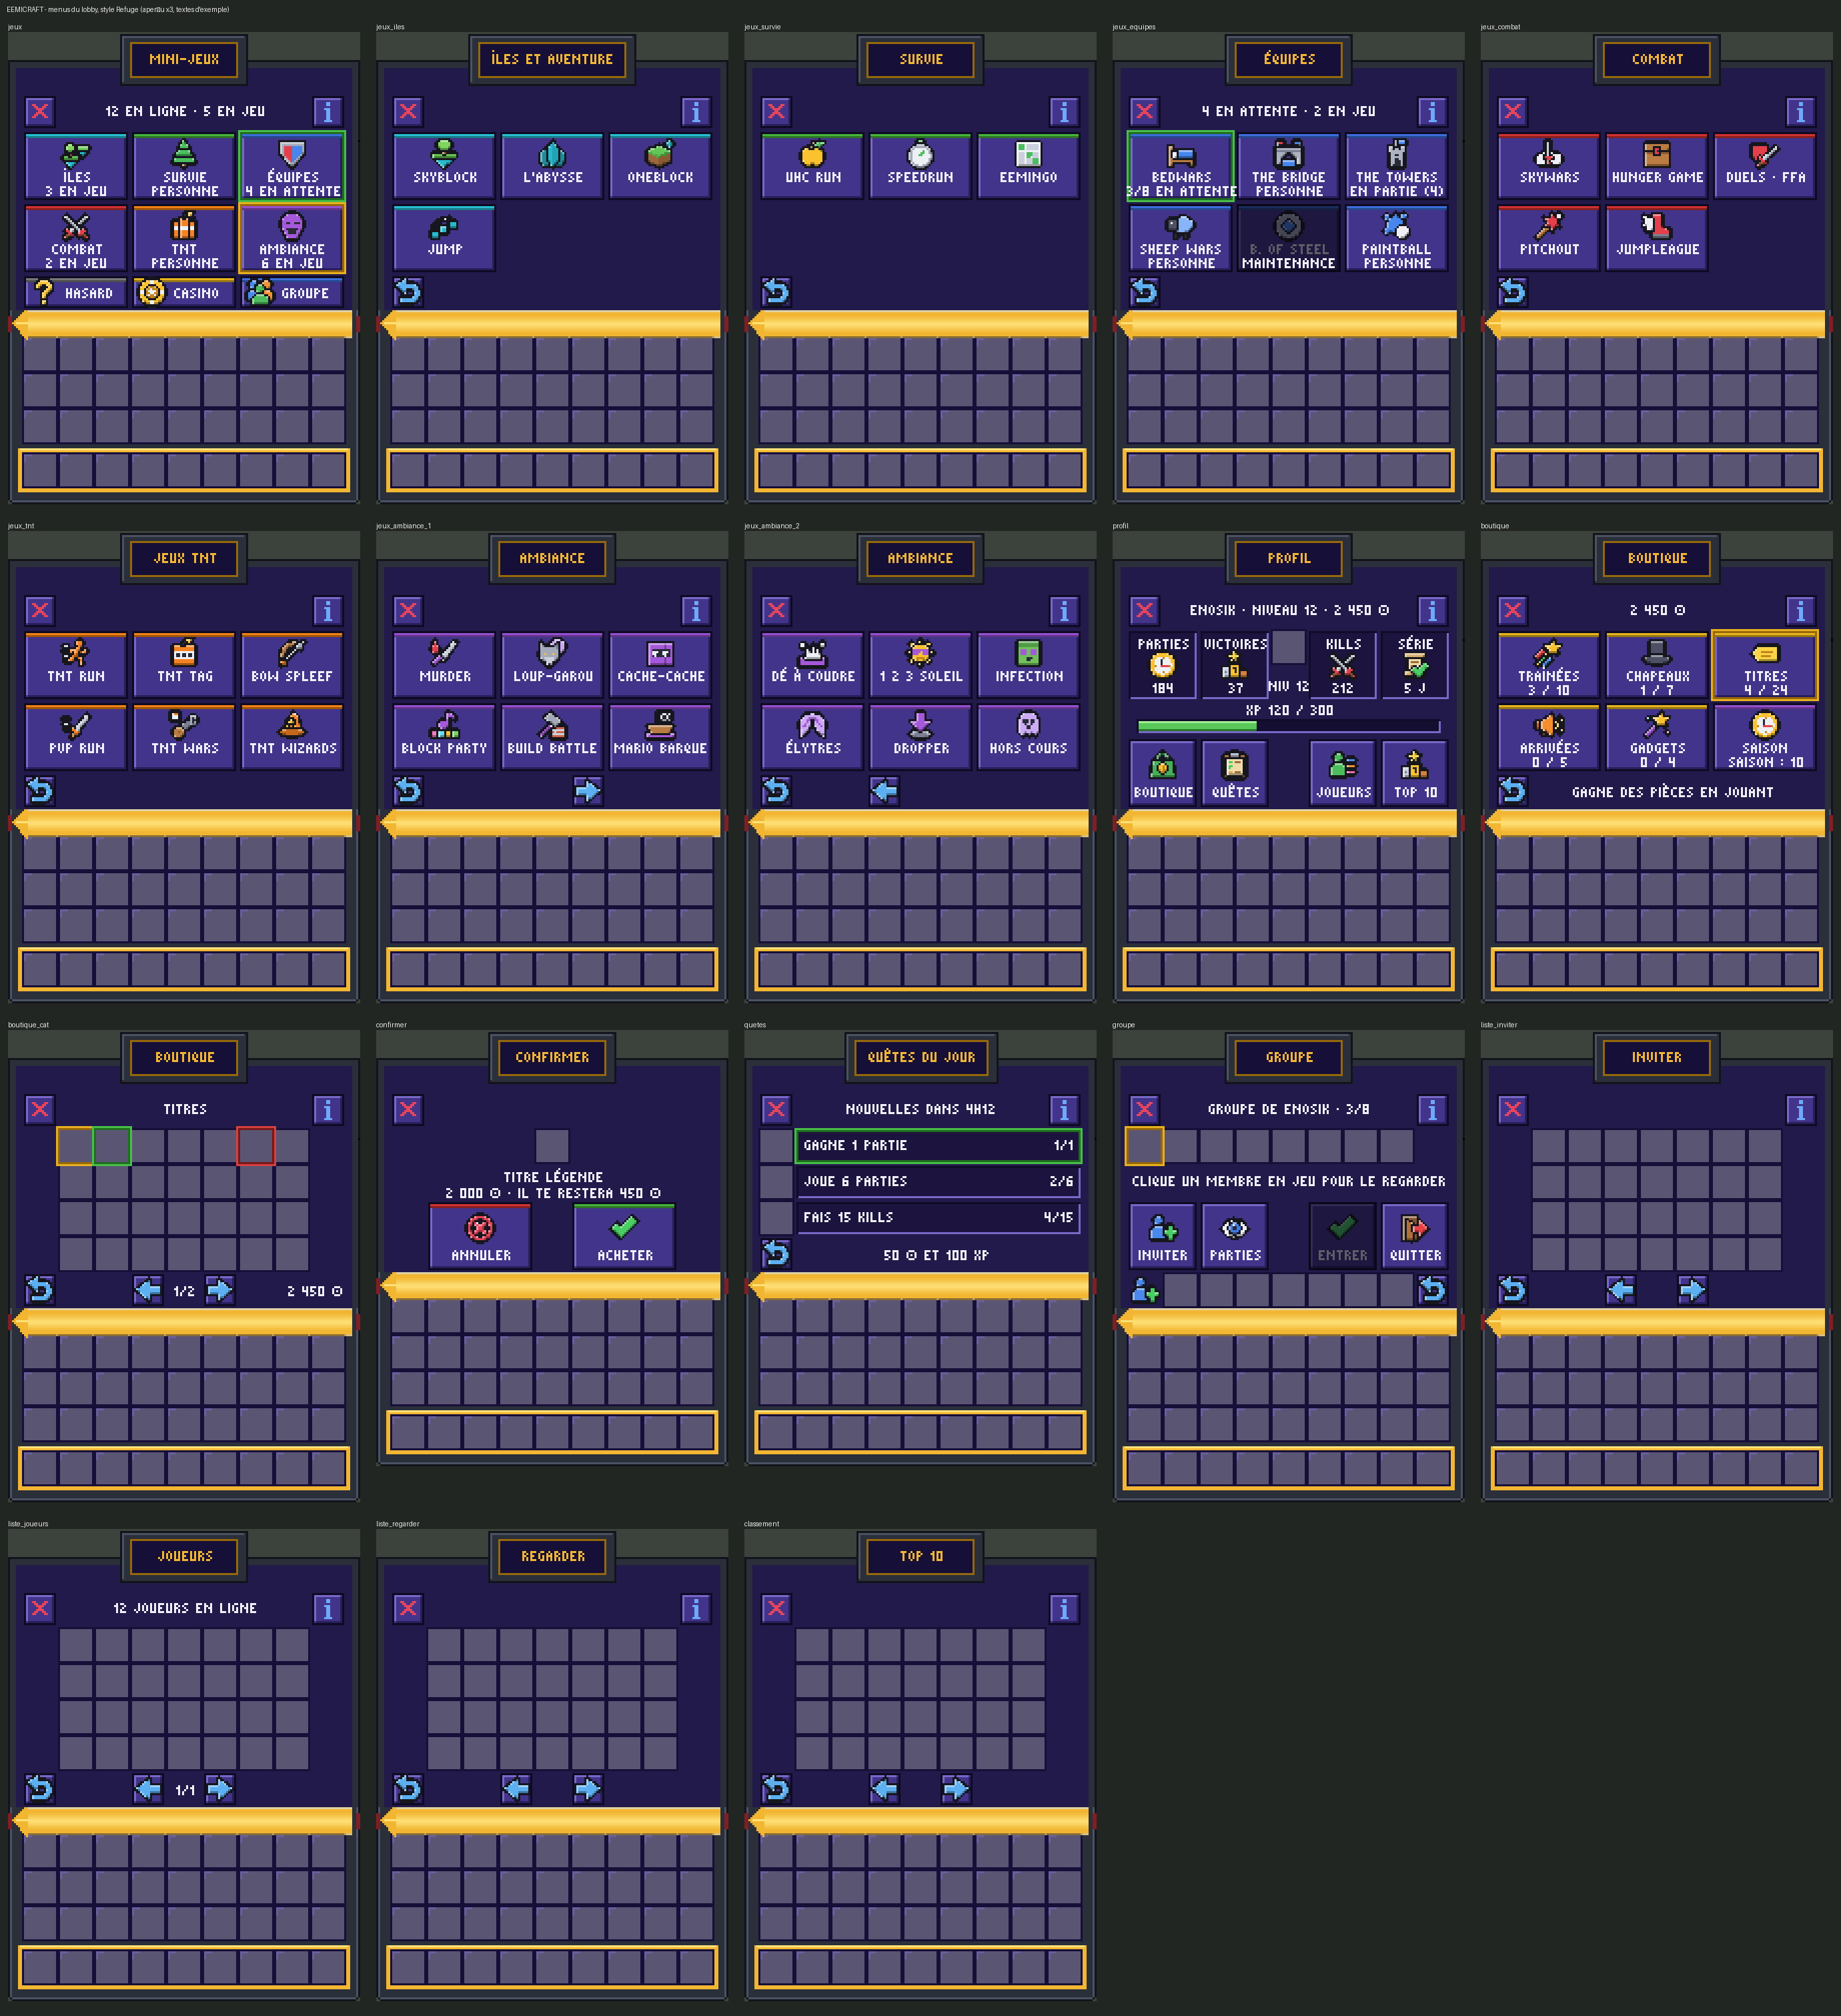 EEMICRAFT - menus du lobby, style Refuge (aperçu x3, textes d'exemple)
jeux
MINI-JEUX
12 EN LIGNE · 5 EN JEU
i
ÎLES
3 EN JEU
SURVIE
PERSONNE
ÉQUIPES
4 EN ATTENTE
COMBAT
2 EN JEU
TNT
PERSONNE
AMBIANCE
6 EN JEU
HASARD
CASINO
GROUPE
jeux_iles
ÎLES ET AVENTURE
i
SKYBLOCK
L'ABYSSE
ONEBLOCK
JUMP
jeux_survie
SURVIE
i
UHC RUN
SPEEDRUN
EEMINGO
jeux_equipes
ÉQUIPES
4 EN ATTENTE · 2 EN JEU
i
BEDWARS
3/8 EN ATTENTE
THE BRIDGE
PERSONNE
THE TOWERS
EN PARTIE (4)
SHEEP WARS
PERSONNE
B. OF STEEL
MAINTENANCE
PAINTBALL
PERSONNE
jeux_combat
COMBAT
i
SKYWARS
HUNGER GAME
DUELS · FFA
PITCHOUT
JUMPLEAGUE
jeux_tnt
JEUX TNT
i
TNT RUN
TNT TAG
BOW SPLEEF
PVP RUN
TNT WARS
TNT WIZARDS
jeux_ambiance_1
AMBIANCE
i
MURDER
LOUP-GAROU
CACHE-CACHE
BLOCK PARTY
BUILD BATTLE
MARIO BARQUE
jeux_ambiance_2
AMBIANCE
i
DÉ À COUDRE
1 2 3 SOLEIL
INFECTION
ÉLYTRES
DROPPER
HORS COURS
profil
PROFIL
ENOSIK · NIVEAU 12 · 2 450
i
PARTIES
184
VICTOIRES
37
NIV 12
KILLS
212
SÉRIE
5 J
XP 120 / 300
BOUTIQUE
QUÊTES
JOUEURS
TOP 10
boutique
BOUTIQUE
2 450
i
TRAÎNÉES
3 / 10
CHAPEAUX
1 / 7
TITRES
4 / 24
ARRIVÉES
0 / 5
GADGETS
0 / 4
SAISON
SAISON : 10
GAGNE DES PIÈCES EN JOUANT
boutique_cat
BOUTIQUE
TITRES
i
1/2
2 450
confirmer
CONFIRMER
TITRE LÉGENDE
2 000 · IL TE RESTERA 450
ANNULER
ACHETER
quetes
QUÊTES DU JOUR
NOUVELLES DANS 4H12
i
GAGNE 1 PARTIE 1/1
JOUE 6 PARTIES 2/6
FAIS 15 KILLS 4/15
50 ET 100 XP
groupe
GROUPE
GROUPE DE ENOSIK · 3/8
i
CLIQUE UN MEMBRE EN JEU POUR LE REGARDER
INVITER
PARTIES
ENTRER
QUITTER
liste_inviter
INVITER
i
liste_joueurs
JOUEURS
12 JOUEURS EN LIGNE
i
1/1
liste_regarder
REGARDER
i
classement
TOP 10
i